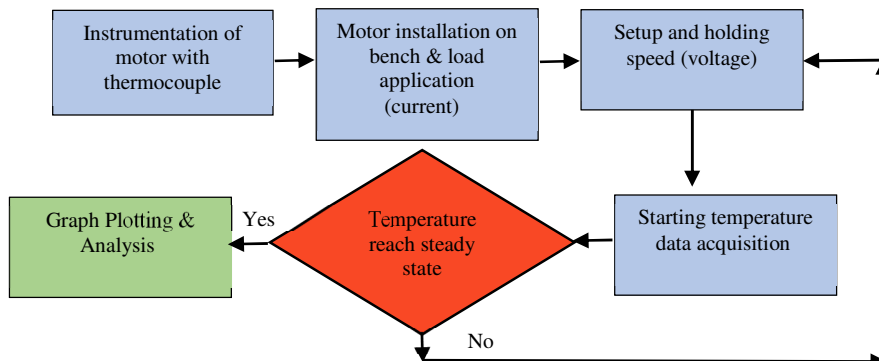 Instrumentation of
motor with
thermocouple
Motor installation on
bench & load
application
(current)
Setup and holding
speed (voltage)
Starting temperature
data acquisition
Temperature
reach steady
state
Yes
Graph Plotting &
Analysis
No